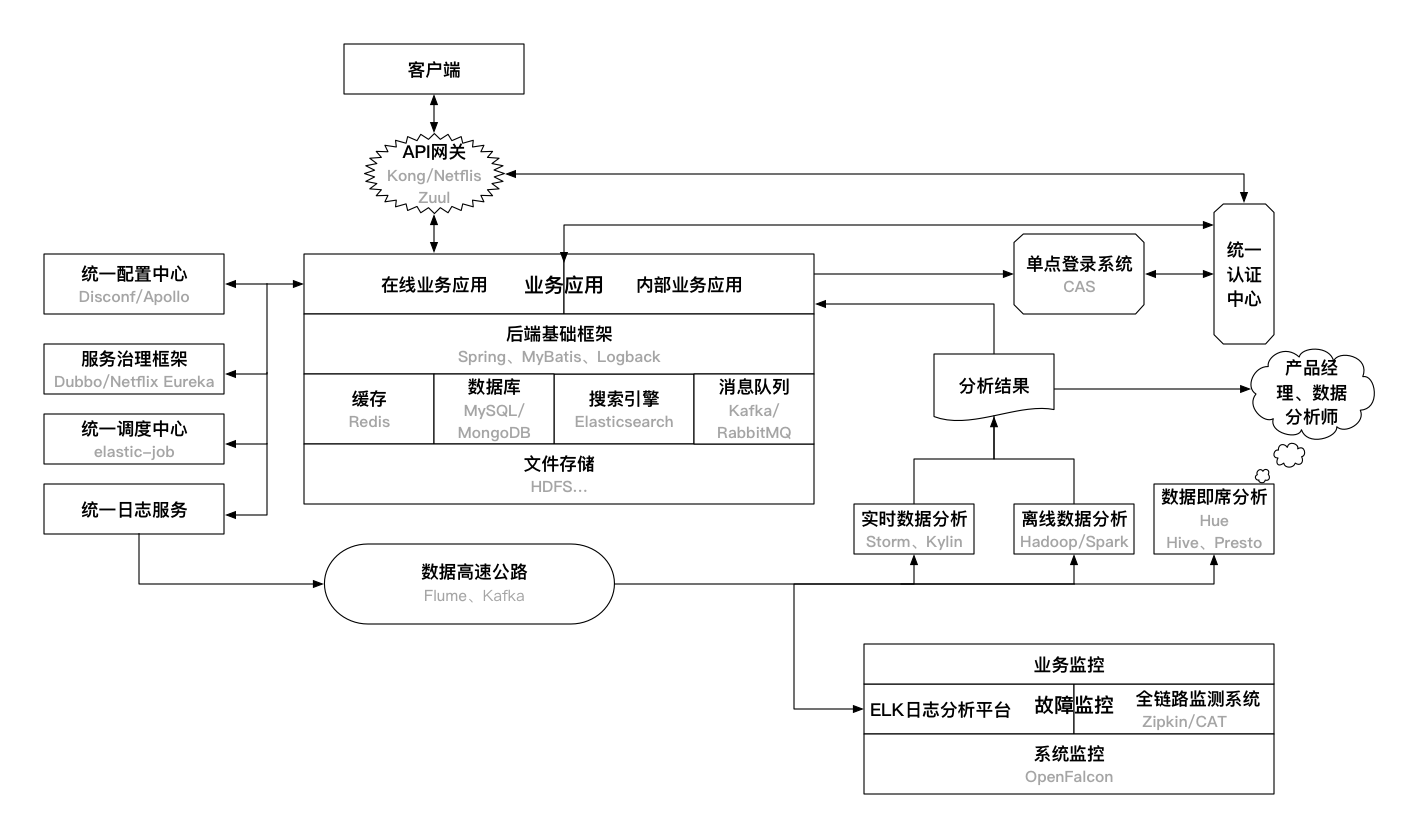 客户端
API网关
Kong/Netflis
Zuul
统一配置中心
Disconf/Apollo
服务治理框架
Dubbo/Netflix Eureka
统一调度中心
elastic-job
统一日志服务
在线业务应用
业务应用
内部业务应用
后端基础框架
Spring、MyBatis、Logback
缓存
Redis
数据库
MySQL/
MongoDB
搜索引擎
Elasticsearch
消息队列
Kafka/
RabbitMQ
文件存储
HDFS...
单点登录系统
CAS
统一
认证
中心
分析结果
产品经
理、数据
分析师
实时数据分析
Storm、Kylin
离线数据分析
Hadoop/Spark
数据即席分析
Hue
Hive、Presto
数据高速公路
Flume、Kafka
业务监控
ELK日志分析平台
故障监控
全链路监测系统
Zipkin/CAT
系统监控
OpenFalcon